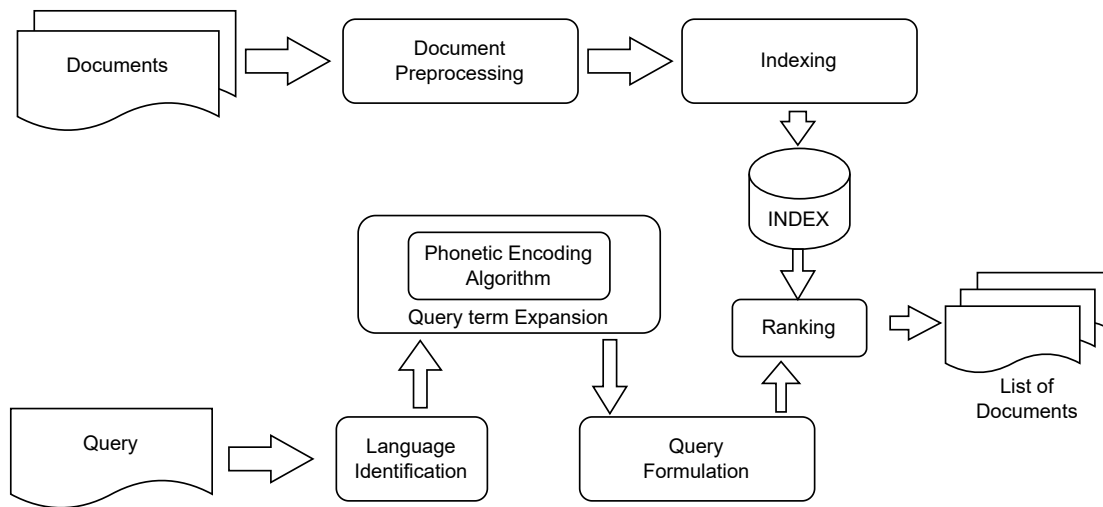 Documents
Document
Preprocessing
Indexing
INDEX
Phonetic Encoding
Algorithm
Query term Expansion
Ranking
List of
Documents
Query
Language
Identification
Query
Formulation